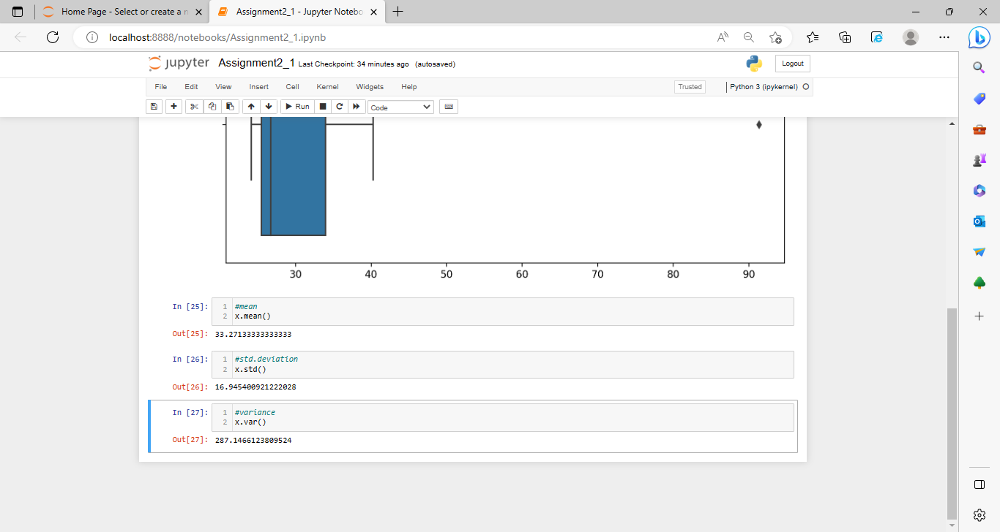 Home Page - Select or create a n
Assignment2_1 - Jupyter Notebo
localhost:8888/notebooks/Assignment2_1.ipynb
jupyter Assignment2_1 Last Checkpoint: 34 minutes ago (autosaved)
Logout
File Edit View Insert Cell Kernel Widgets Help
Trusted
Python 3 (ipykernel)
Run
Code
30 40 50 60 70 80 90
In [25]: 1 #mean
2 x.mean()
Out[25]: 33.27133333333333
In [26]: 1 #std.deviation
2 x.std()
Out[26]: 16.945400921222028
In [27]: 1 #variance
2 x.var()
Out[27]: 287.1466123809524